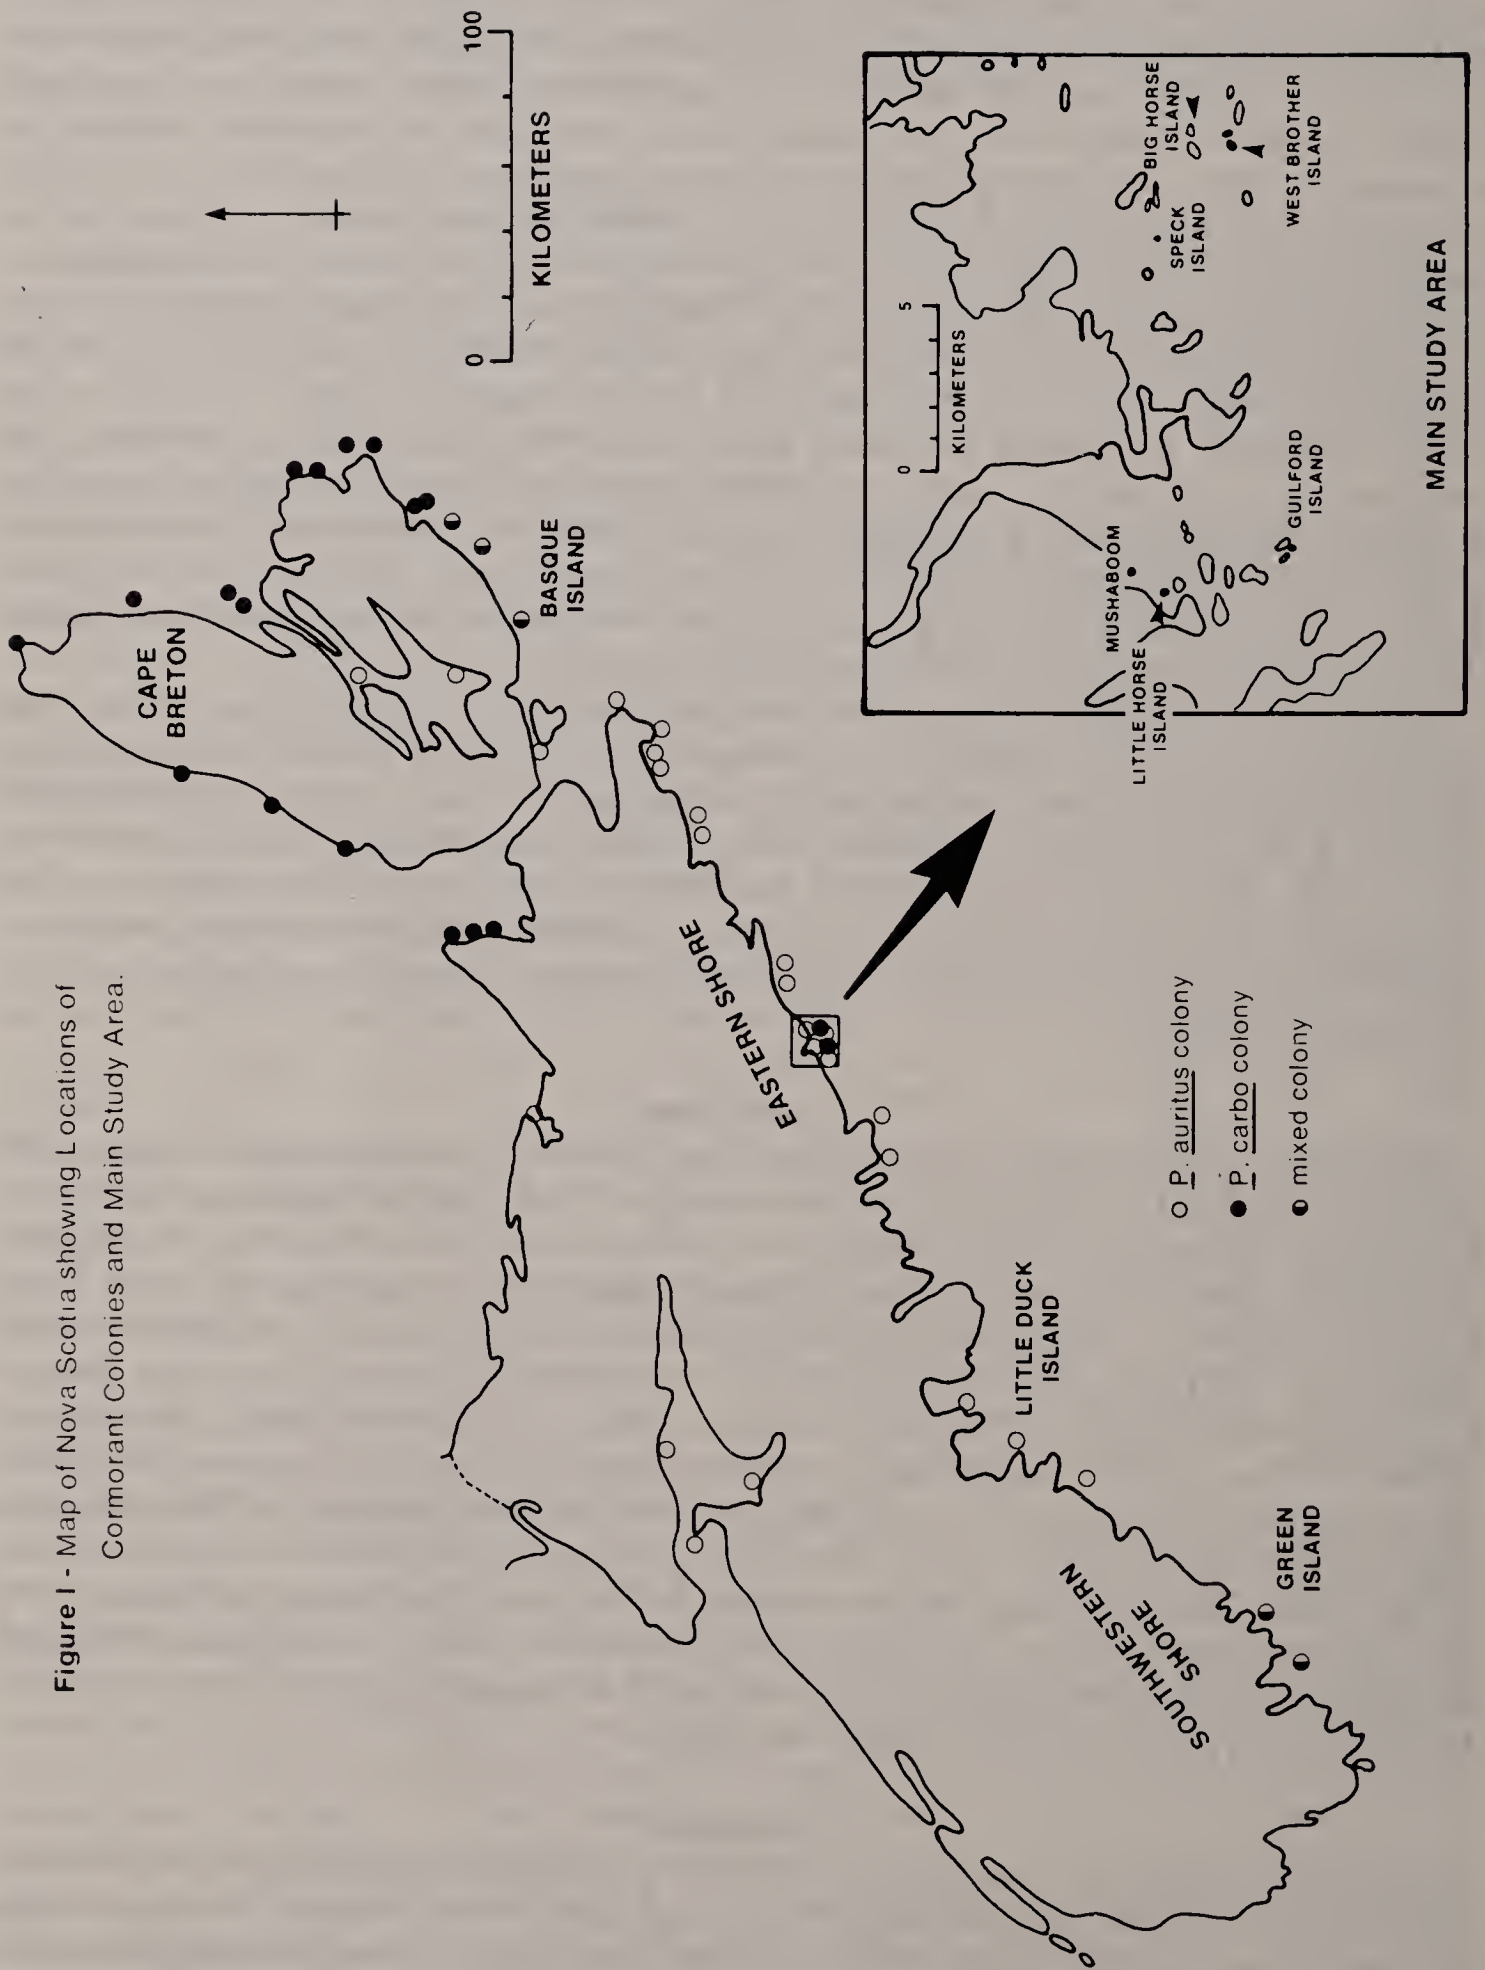 Figure 1 - Map of Nova Scotia showing Locations of
Cormorant Colonies and Main Study Area.
CAPE
BRETON
BASQUE
ISLAND
0 100
KILOMETERS
EASTERN SHORE
LITTLE DUCK
ISLAND
GREEN
ISLAND
SOUTHWESTERN
SHORE
P. auritus colony
P. carbo colony
mixed colony
0 5
KILOMETERS
MUSHABOOM
LITTLE HORSE
ISLAND
GUILFORD
ISLAND
SPECK
ISLAND
BIG HORSE
ISLAND
WEST BROTHER
ISLAND
MAIN STUDY AREA